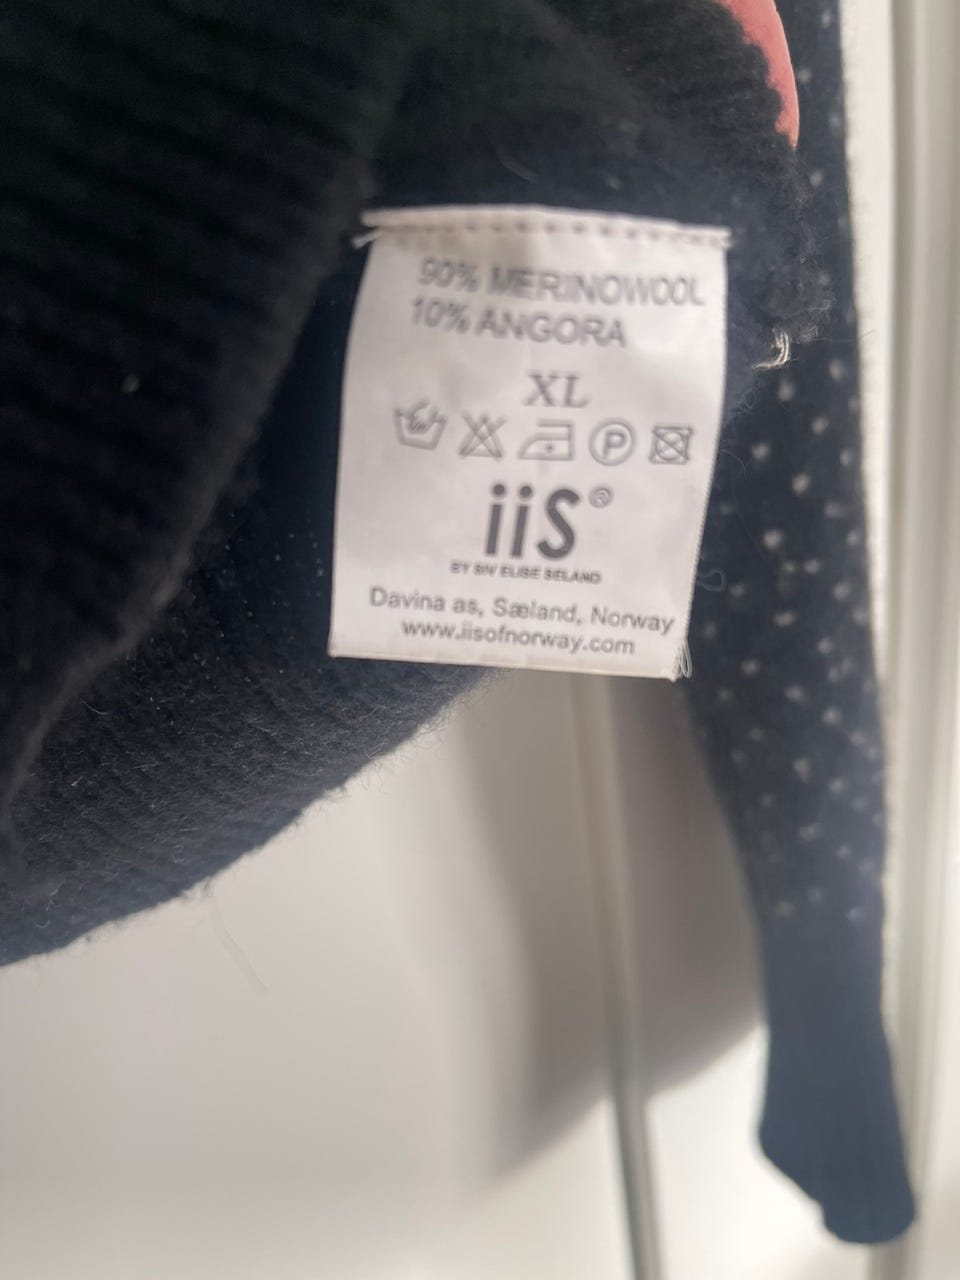 90% MERINOWOOL
10% ANGORA
XL
P
iiS®
BY SIV ELISE SELAND
Davina as, Sæland, Norway
www.iisofnorway.com